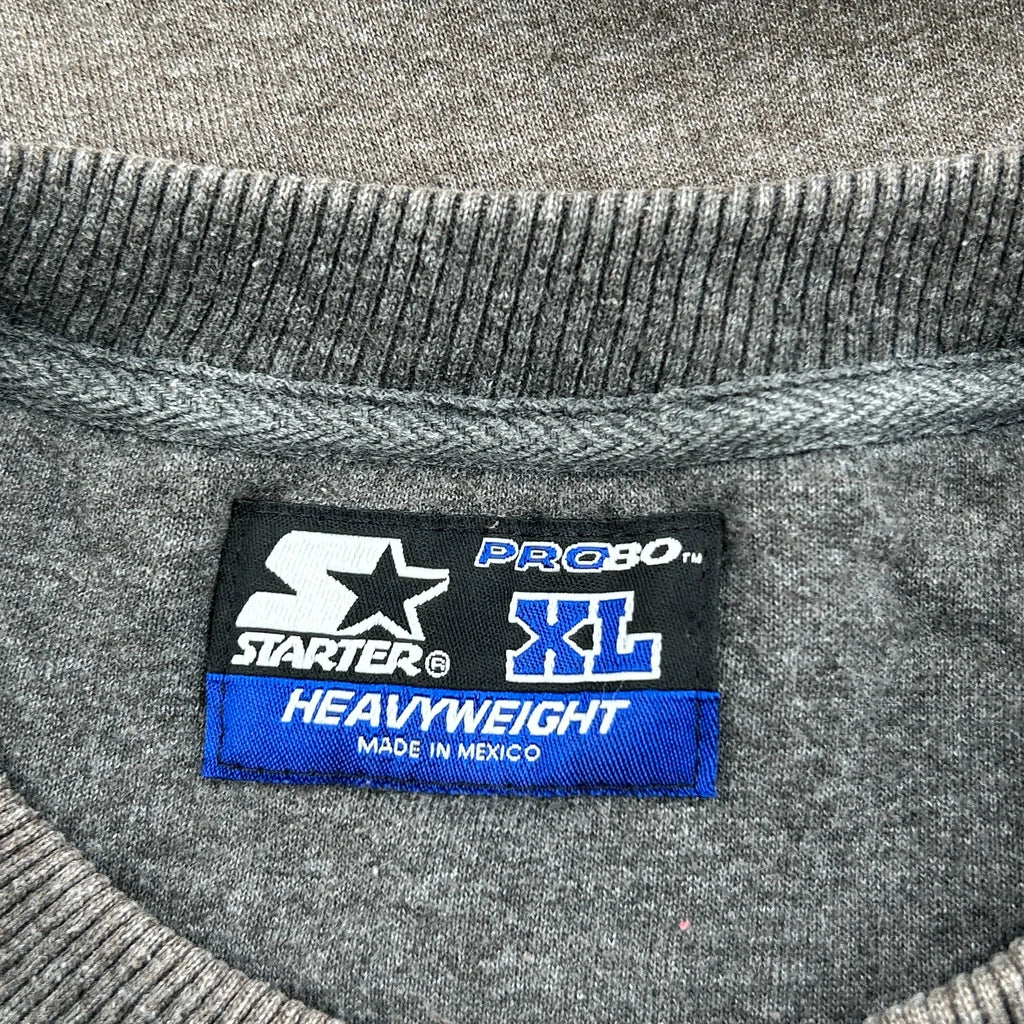 PRO80™
XL
STARTER®
HEAVYWEIGHT
MADE IN MEXICO